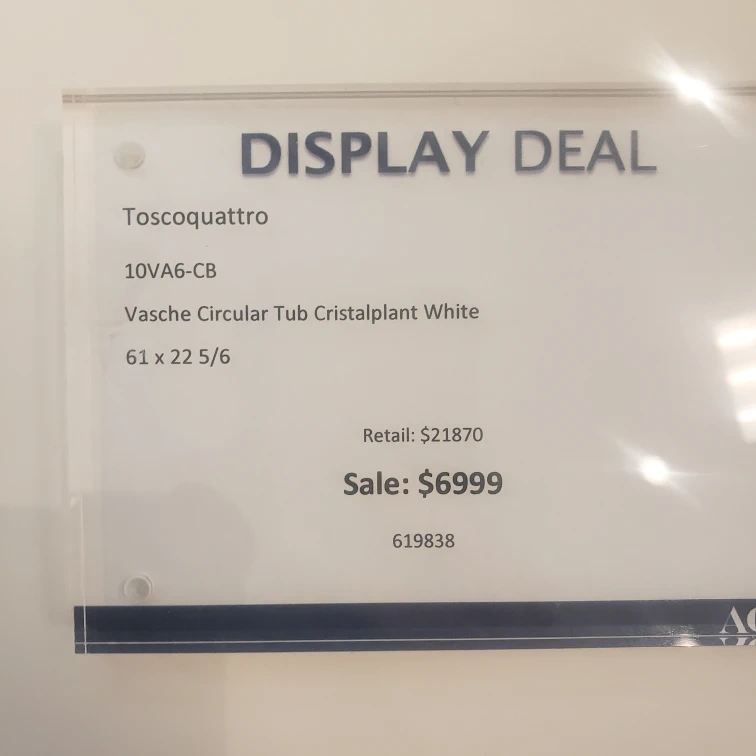 DISPLAY DEAL
Toscoquattro
10VA6-CB
Vasche Circular Tub Cristalplant White
61 x 22 5/6
Retail: $21870
Sale: $6999
619838